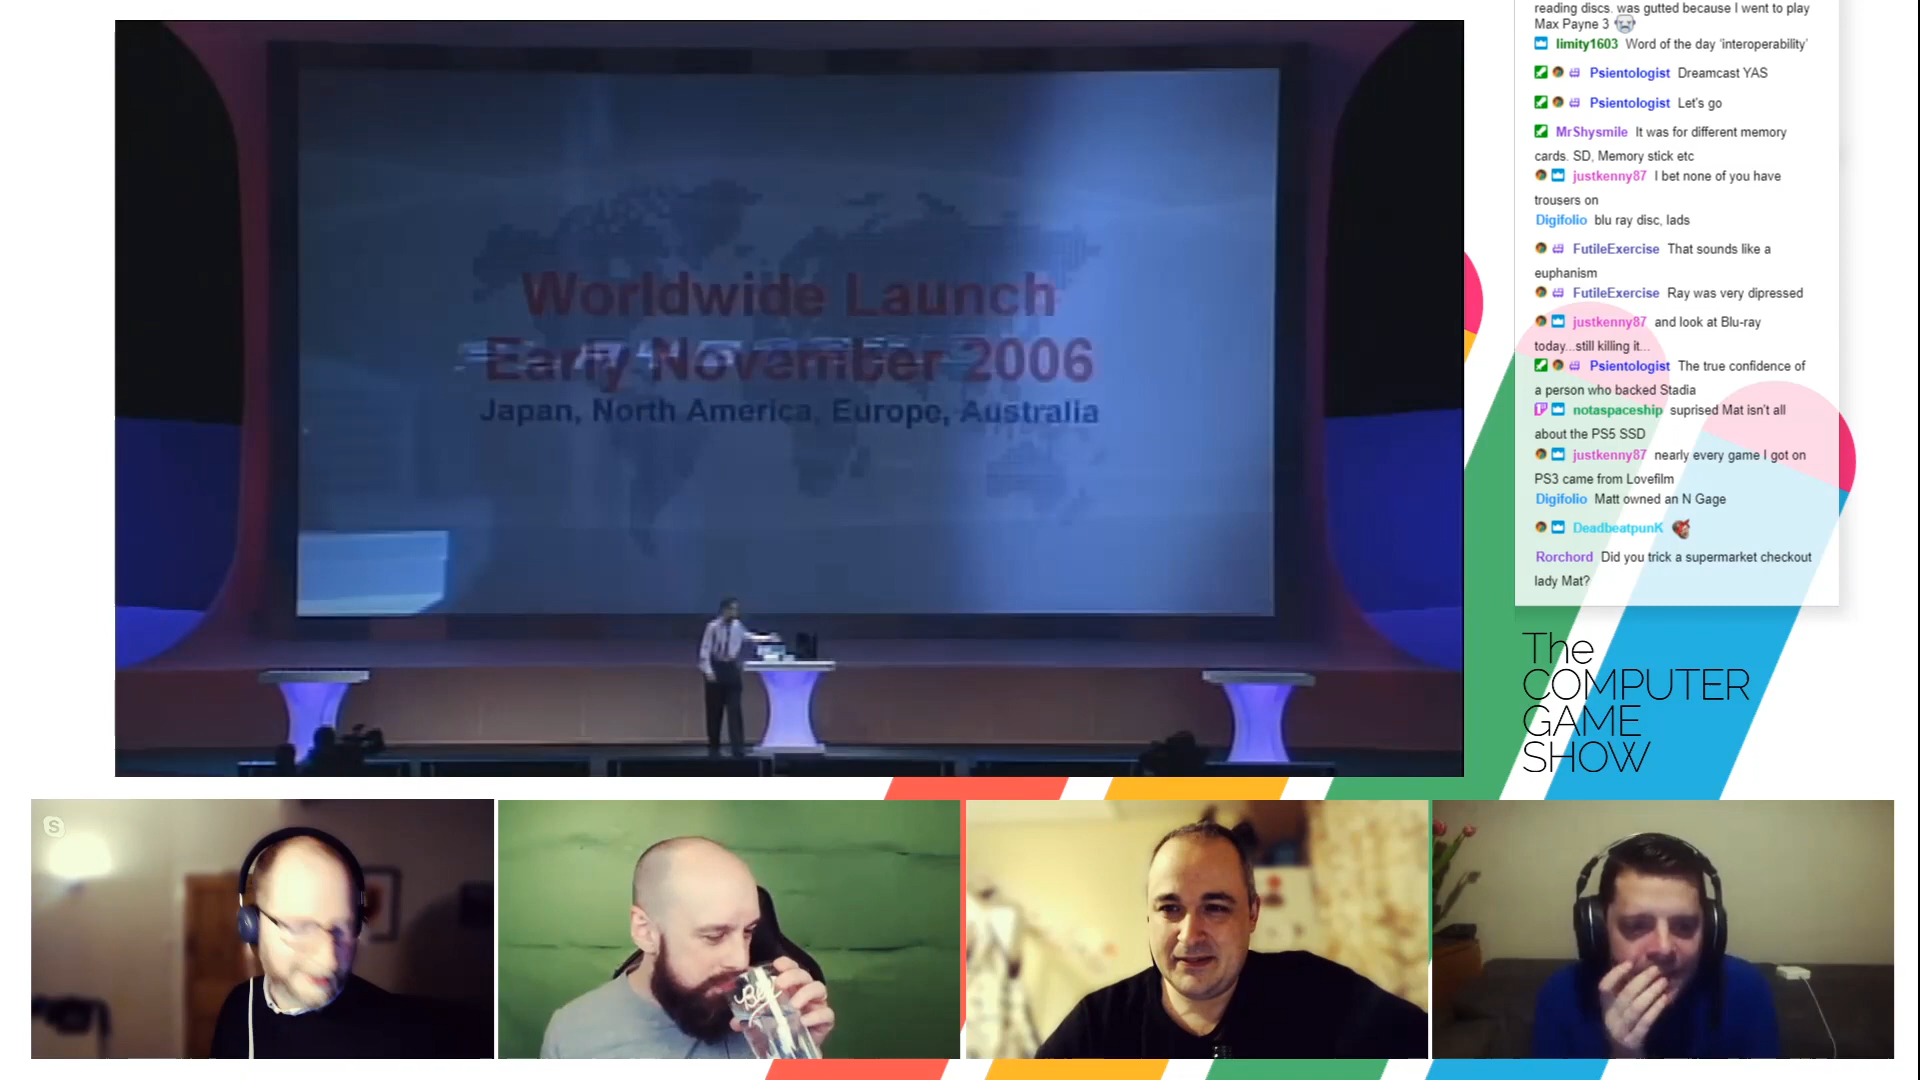 Worldwide Launch
Early November 2006
Japan, North America, Europe, Australia
reading discs. was gutted because I went to play
Max Payne 3
limity1603 Word of the day 'interoperability'
Psientologist Dreamcast YAS
Psientologist Let's go
MrShysmile It was for different memory
cards. SD, Memory stick etc
justkenny87 I bet none of you have
trousers on
Digifolio blu ray disc, lads
FutileExercise That sounds like a
euphanism
FutileExercise Ray was very dipressed
justkenny87 and look at Blu-ray
today...still killing it...
Psientologist The true confidence of
a person who backed Stadia
notaspaceship suprised Mat isn't all
about the PS5 SSD
justkenny87 nearly every game I got on
PS3 came from Lovefilm
Digifolio Matt owned an N Gage
DeadbeatpunK
Rorchord Did you trick a supermarket checkout
lady Mat?
The
COMPUTER
GAME
SHOW
S